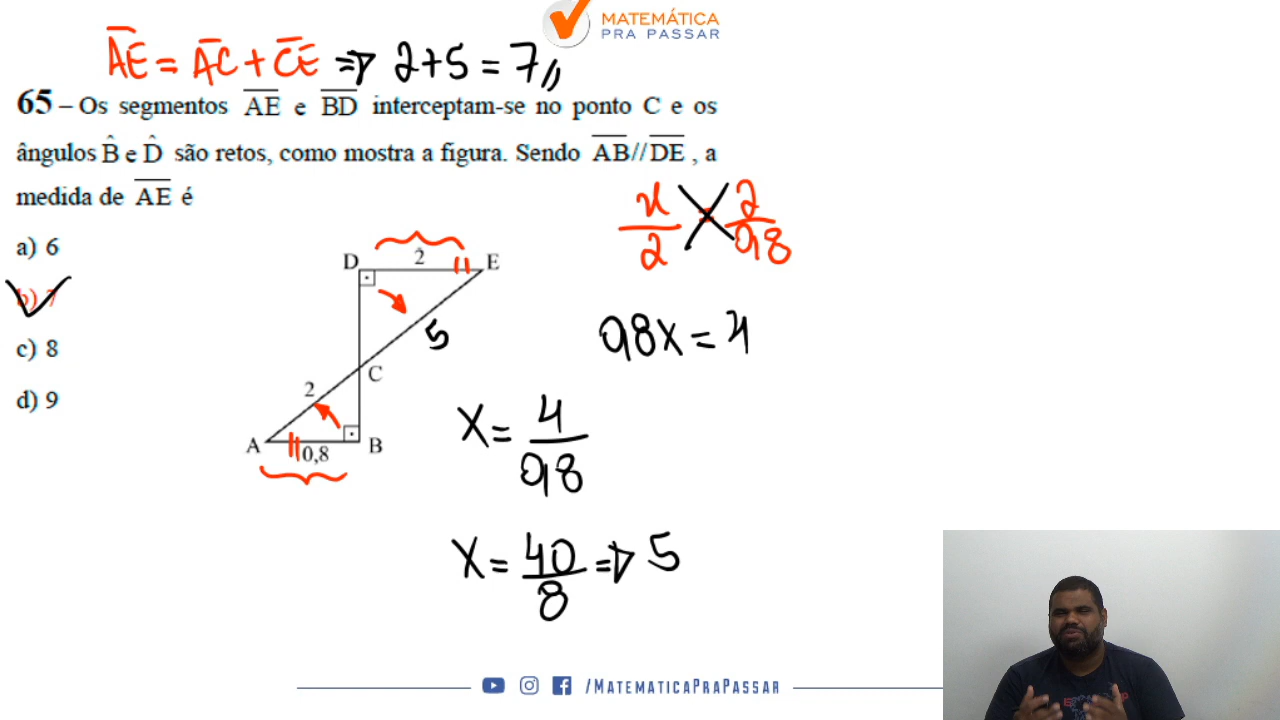 MATEMÁTICA
PRA PASSAR
AE = AC + CE => 2+5 = 7//
65 – Os segmentos AE e BD interceptam-se no ponto C e os
ângulos B̂ e D̂ são retos, como mostra a figura. Sendo AB//DE, a
medida de AE é
a) 6
b) 7
c) 8
d) 9
D
2
E
5
C
2
A
B
0,8
x/2 = 2/0,8
0,8x = 4
x = 4/0,8
x = 40/8 => 5
/MatematicaPraPassar